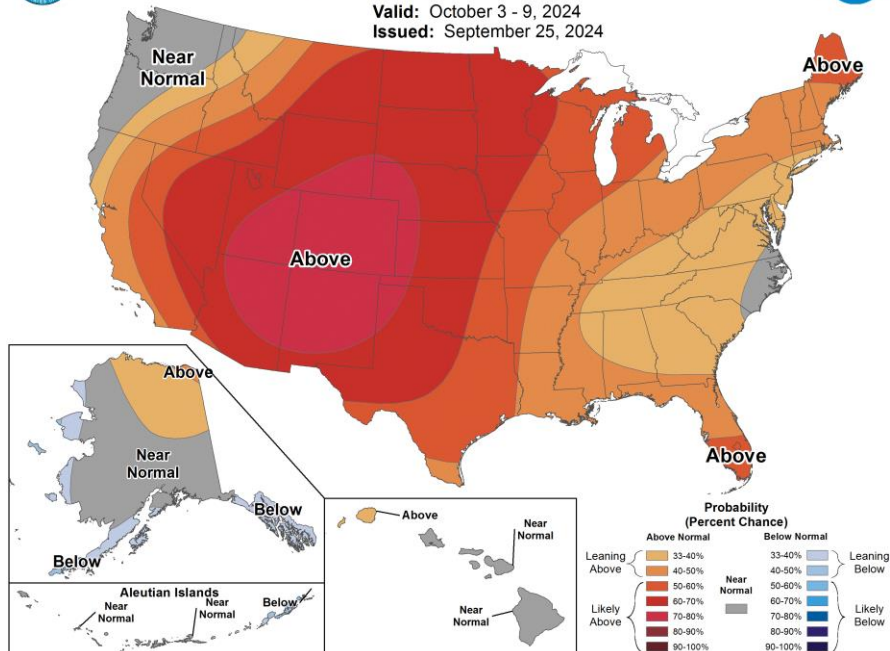 Valid: October 3 - 9, 2024
Issued: September 25, 2024
Near
Normal
Above
Above
Above
Above
Near
Normal
Below
Below
Aleutian Islands
Near
Normal
Near
Normal
Below
Above
Near
Normal
Near
Normal
Probability
(Percent Chance)
Above Normal
Below Normal
Leaning
Above
33-40%
40-50%
Likely
Above
50-60%
60-70%
70-80%
80-90%
90-100%
Near
Normal
33-40%
40-50%
Leaning
Below
50-60%
60-70%
70-80%
80-90%
90-100%
Likely
Below